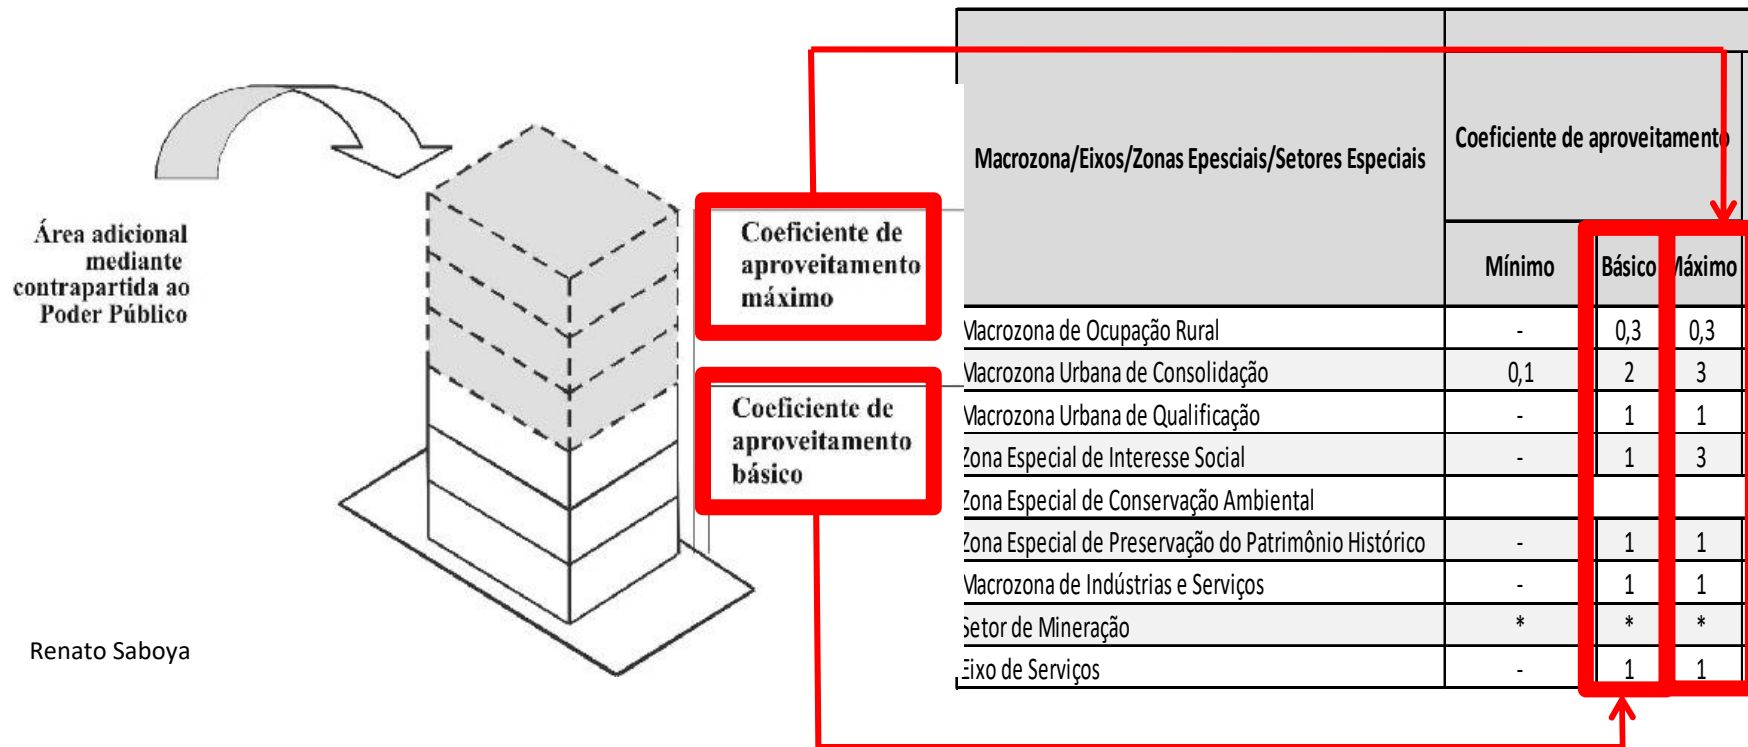 Área adicional
mediante
contrapartida ao
Poder Público
Renato Saboya
Coeficiente de
aproveitamento
máximo
Coeficiente de
aproveitamento
básico
Macrozona/Eixos/Zonas Epesciais/Setores Especiais
Coeficiente de aproveitamento
Mínimo Básico Máximo
Macrozona de Ocupação Rural - 0,3 0,3
Macrozona Urbana de Consolidação 0,1 2 3
Macrozona Urbana de Qualificação - 1 1
Zona Especial de Interesse Social - 1 3
Zona Especial de Conservação Ambiental
Zona Especial de Preservação do Patrimônio Histórico - 1 1
Macrozona de Indústrias e Serviços - 1 1
Setor de Mineração * * *
Eixo de Serviços - 1 1